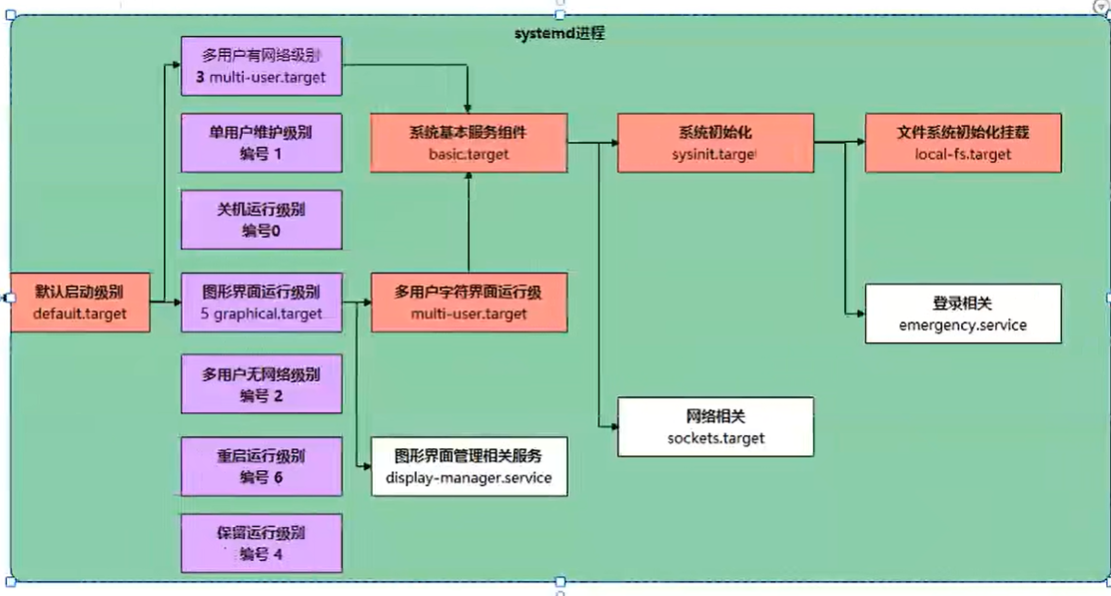 systemd进程
多用户有网络级别
3 multi-user.target
单用户维护级别
编号 1
系统基本服务组件
basic.target
系统初始化
sysinit.target
文件系统初始化挂载
local-fs.target
关机运行级别
编号0
默认启动级别
default.target
图形界面运行级别
5 graphical.target
多用户字符界面运行级
multi-user.target
登录相关
emergency.service
多用户无网络级别
编号 2
网络相关
sockets.target
重启运行级别
编号 6
图形界面管理相关服务
display-manager.service
保留运行级别
编号 4